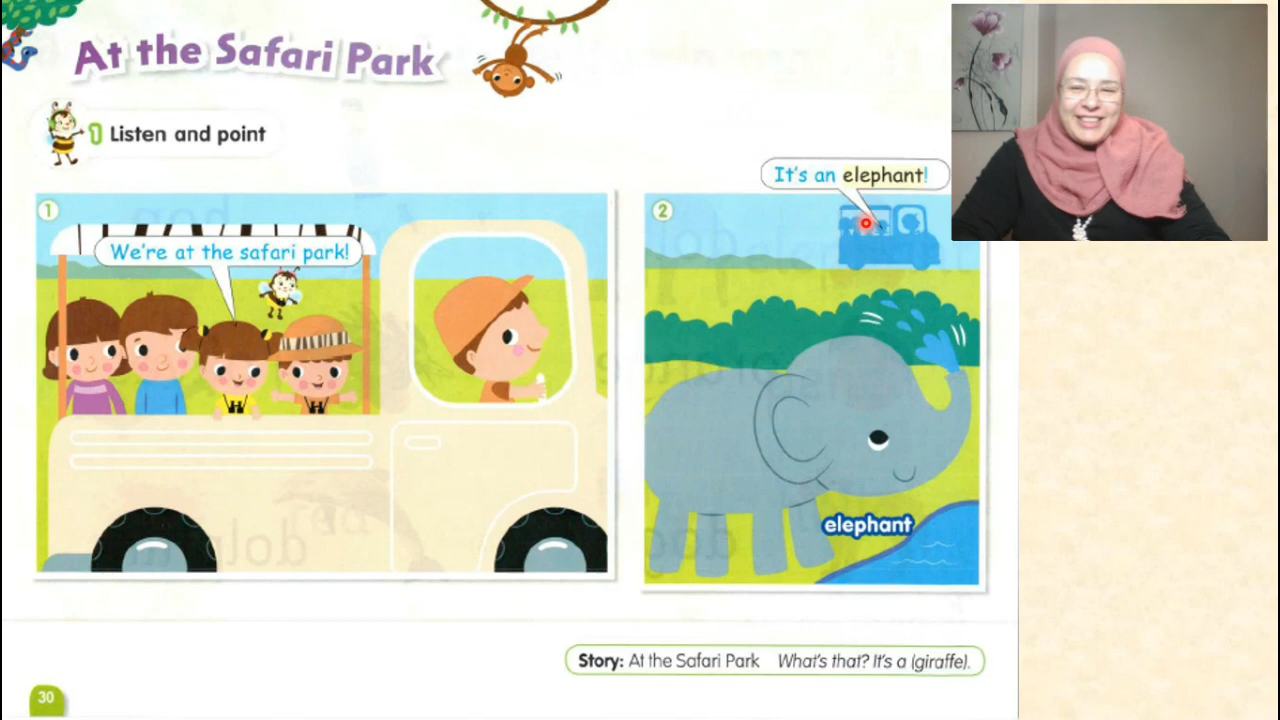 At the Safari Park
1 Listen and point
1
We're at the safari park!
2
It's an elephant!
elephant
Story: At the Safari Park What's that? It's a (giraffe).
30